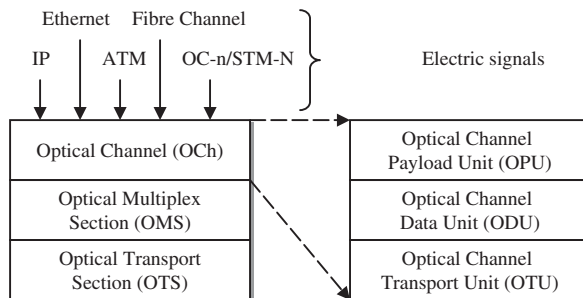 Ethernet Fibre Channel
IP ATM OC-n/STM-N Electric signals
Optical Channel (OCh)
Optical Multiplex
Section (OMS)
Optical Transport
Section (OTS)
Optical Channel
Payload Unit (OPU)
Optical Channel
Data Unit (ODU)
Optical Channel
Transport Unit (OTU)